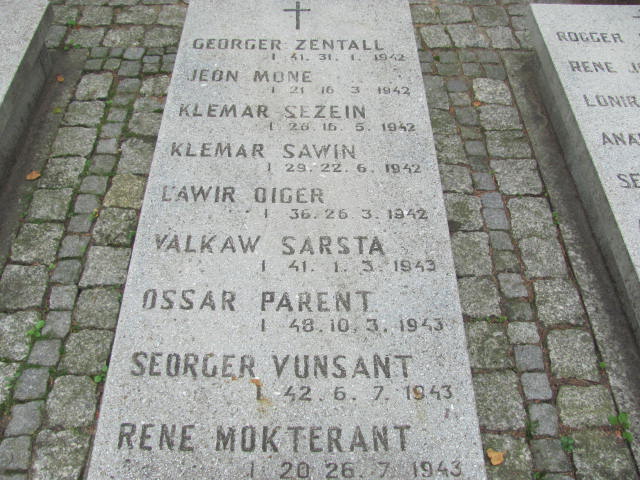 GEORGER ZENTALL
I 41. 31. 1. 1942
JEON MONE
I 21 16 3. 1942
KLEMAR SEZEIN
I 28 16. 5. 1942
KLEMAR SAWIN
I 29. 22. 6. 1942
L'AWIR OIGER
I 36. 26. 3. 1942
VALKAW SARSTA
I 41. 1. 3. 1943
OSSAR PARENT
I 48. 10. 3. 1943
SEORGER VUNSANT
I 42. 6. 7. 1943
RENE MOKTERANT
I 20 26. 7 1943
ROGGER
RENE
LONIR
ANA
SE